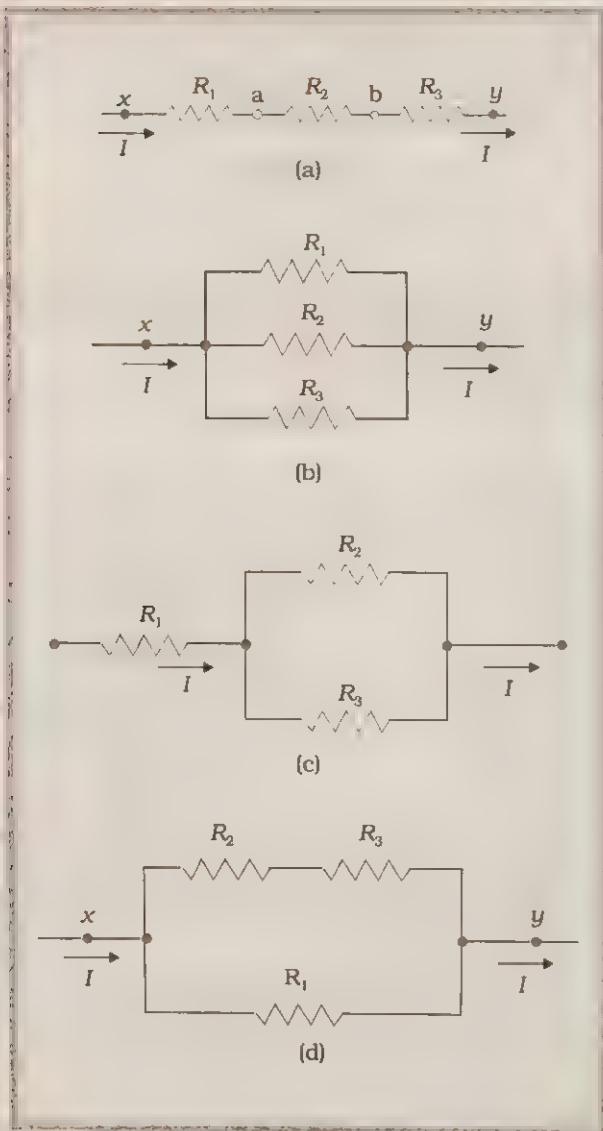 x R₁ a R₂ b R₃ y
I I
(a)
R₁
x R₂ y
I R₃ I
(b)
R₂
R₁
I R₃ I
(c)
R₂ R₃
x y
I R₁ I
(d)